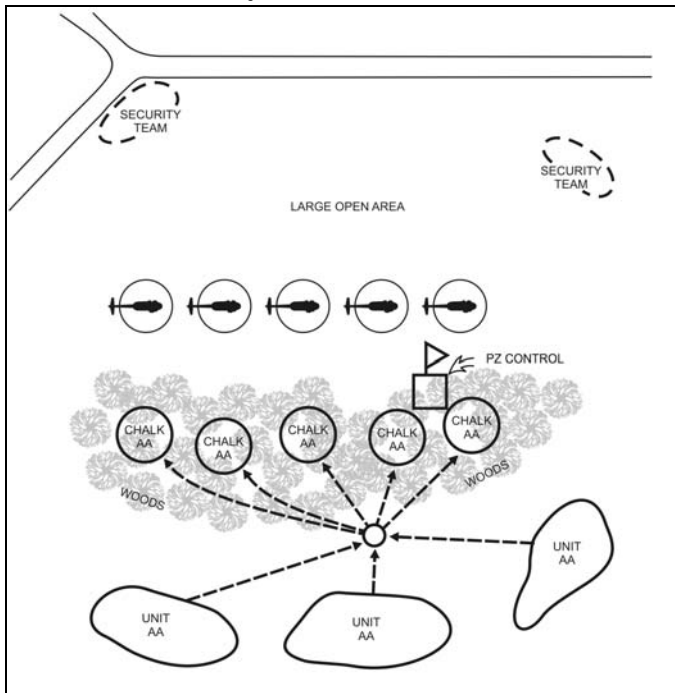 SECURITY
TEAM
SECURITY
TEAM
LARGE OPEN AREA
PZ CONTROL
CHALK
AA
CHALK
AA
CHALK
AA
CHALK
AA
CHALK
AA
WOODS
WOODS
UNIT
AA
UNIT
AA
UNIT
AA